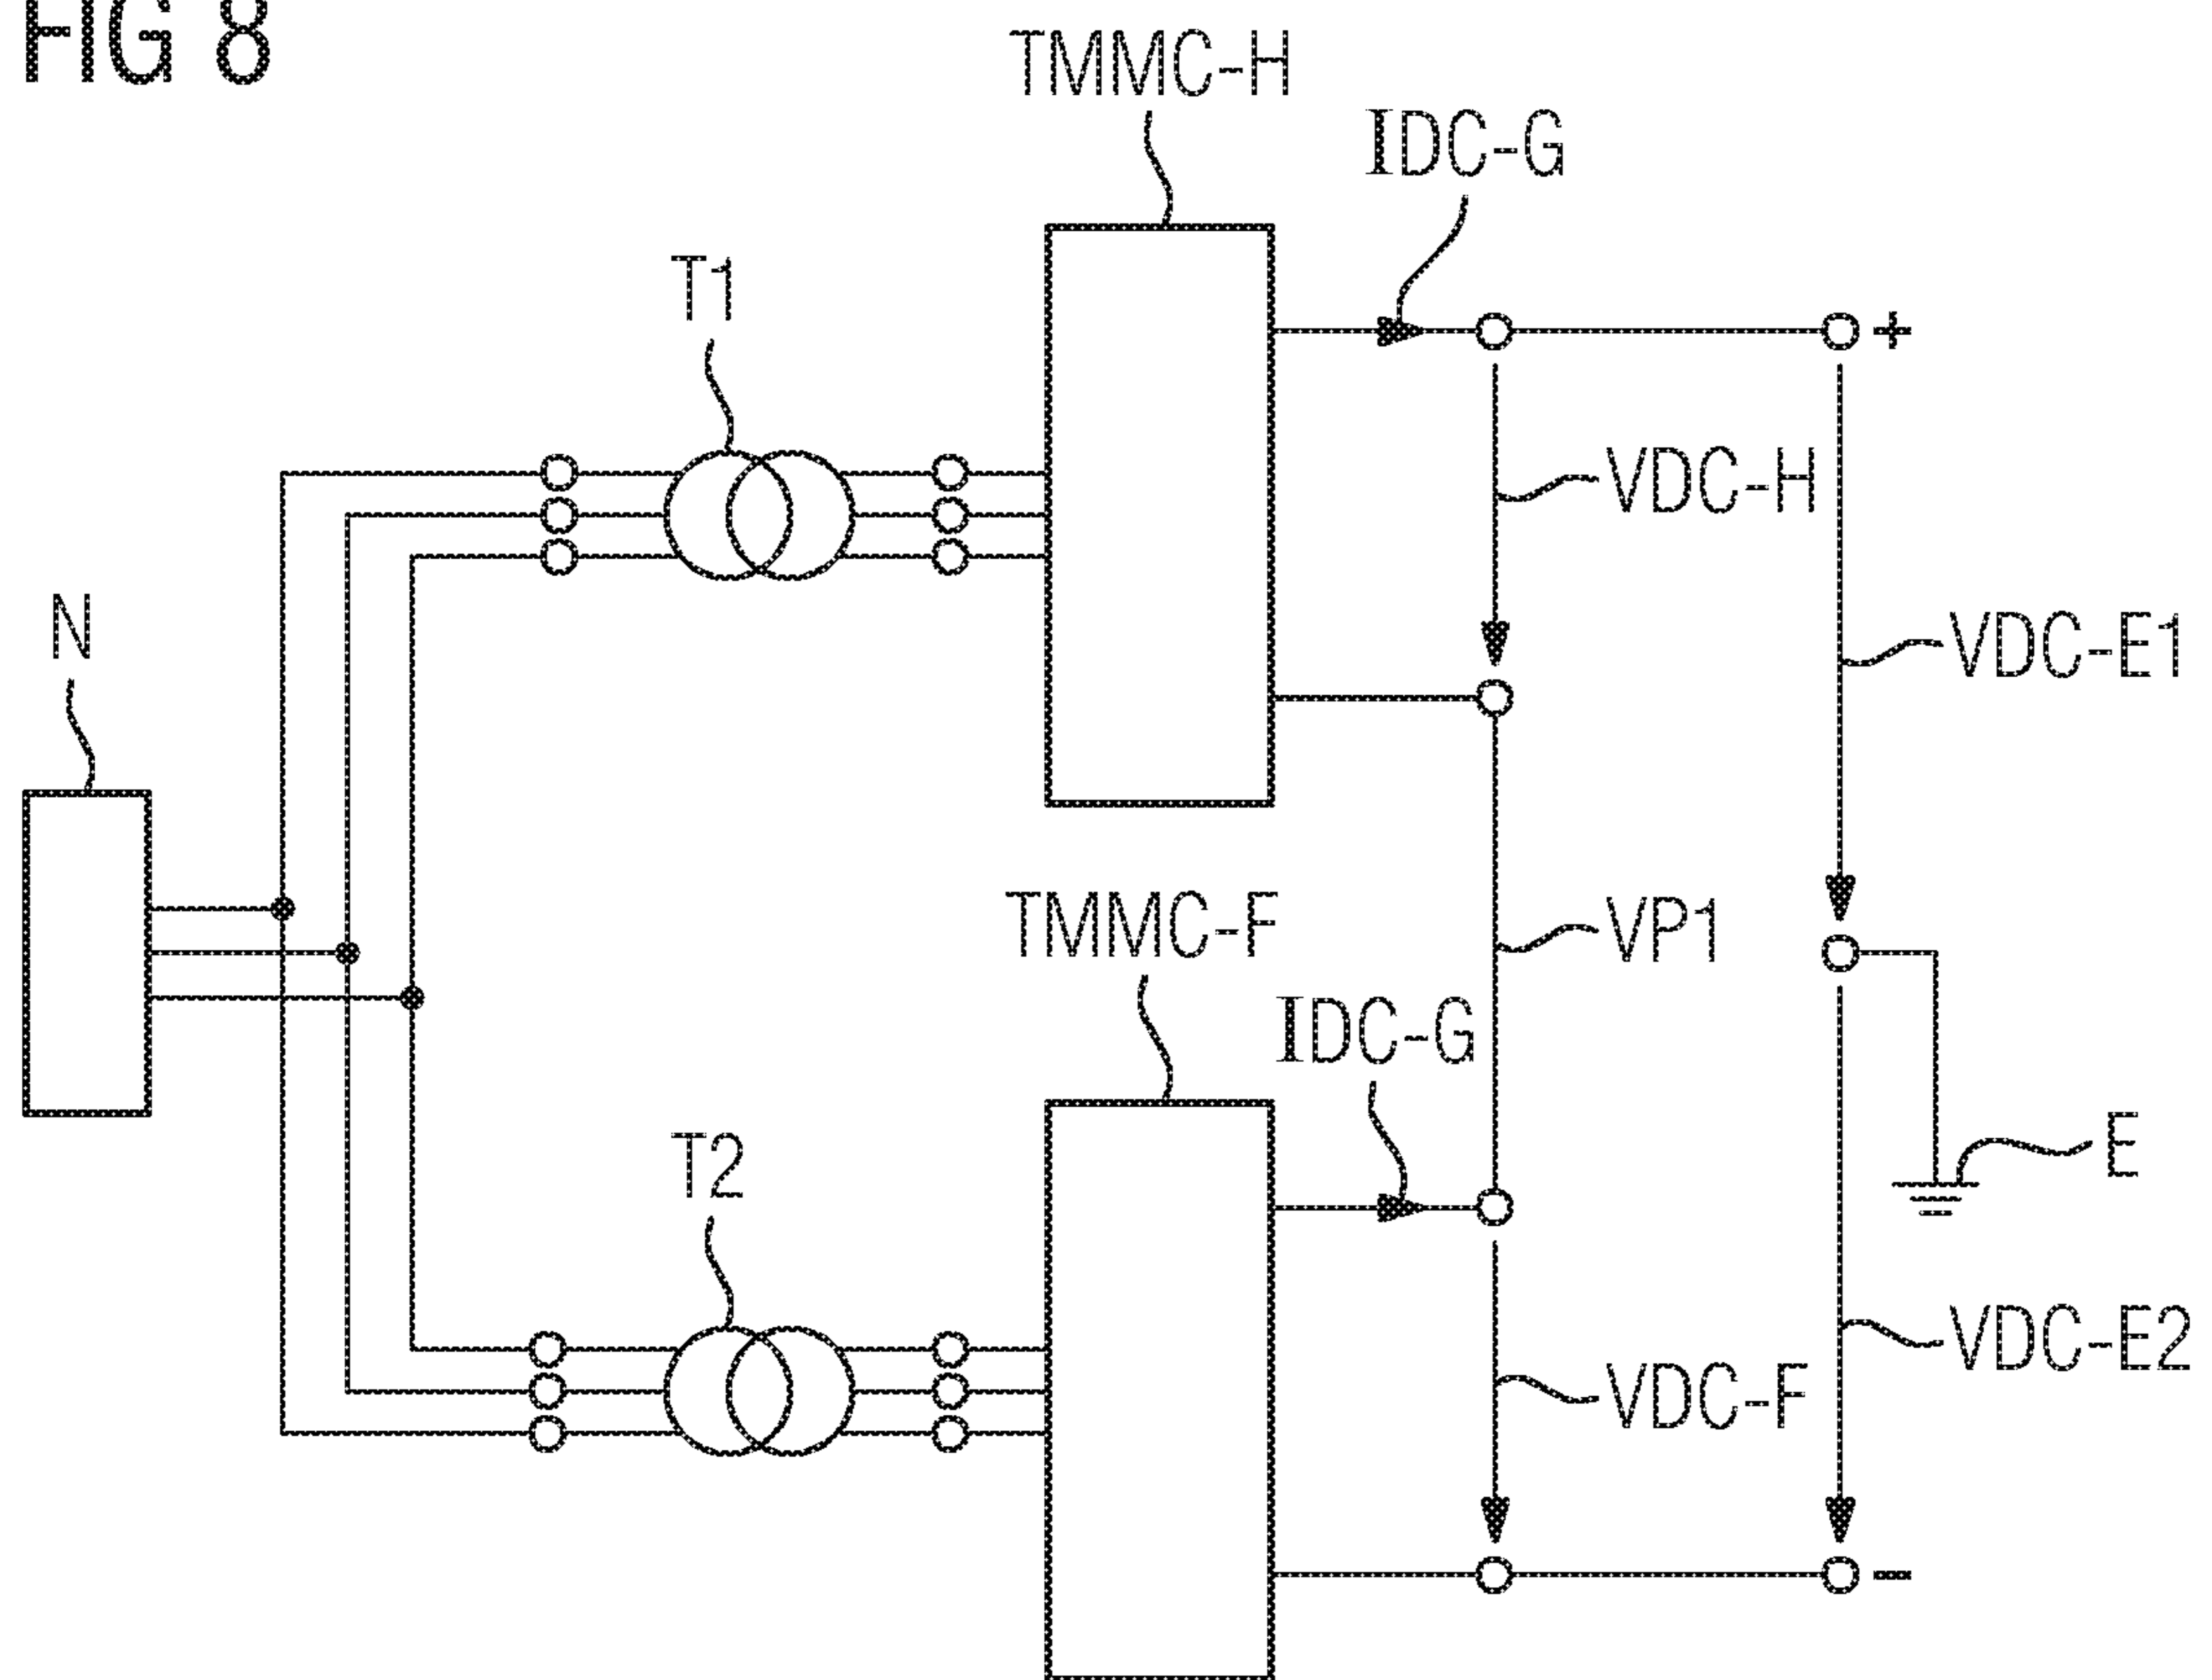 FIG 8
TMMC-H
IDC-G
T1
+
VDC-H
VDC-E1
N
TMMC-F
VP1
IDC-G
E
T2
VDC-E2
VDC-F
-